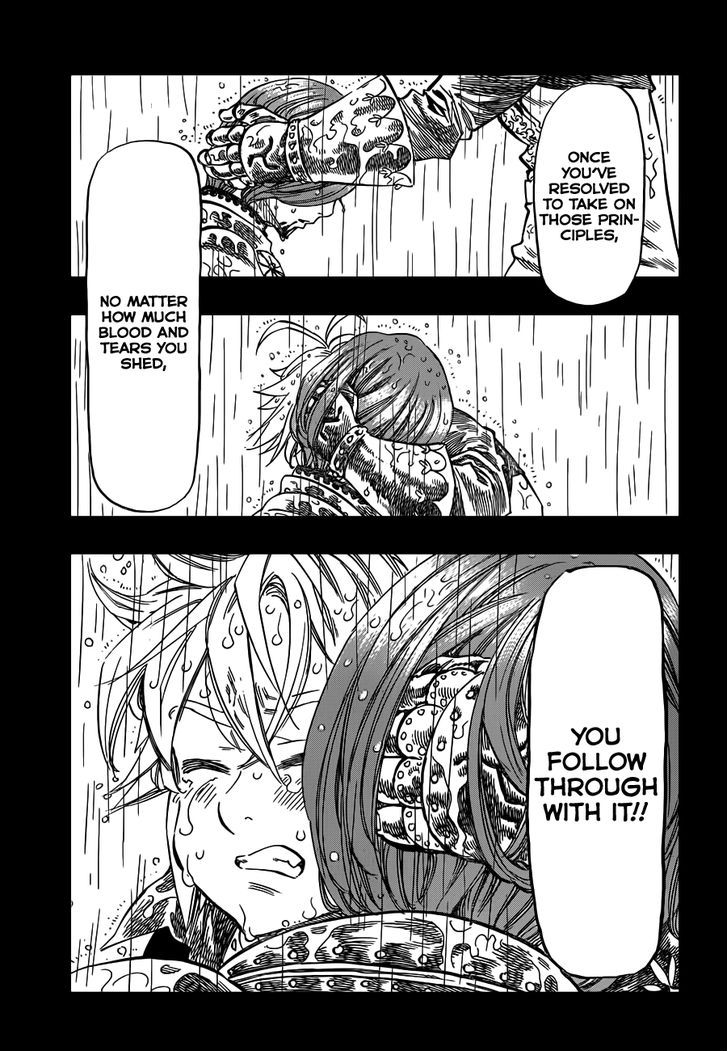 ONCE
YOU'VE
RESOLVED
TO TAKE ON
THOSE PRIN-
CIPLES,
NO MATTER
HOW MUCH
BLOOD AND
TEARS YOU
SHED,
YOU
FOLLOW
THROUGH
WITH IT!!